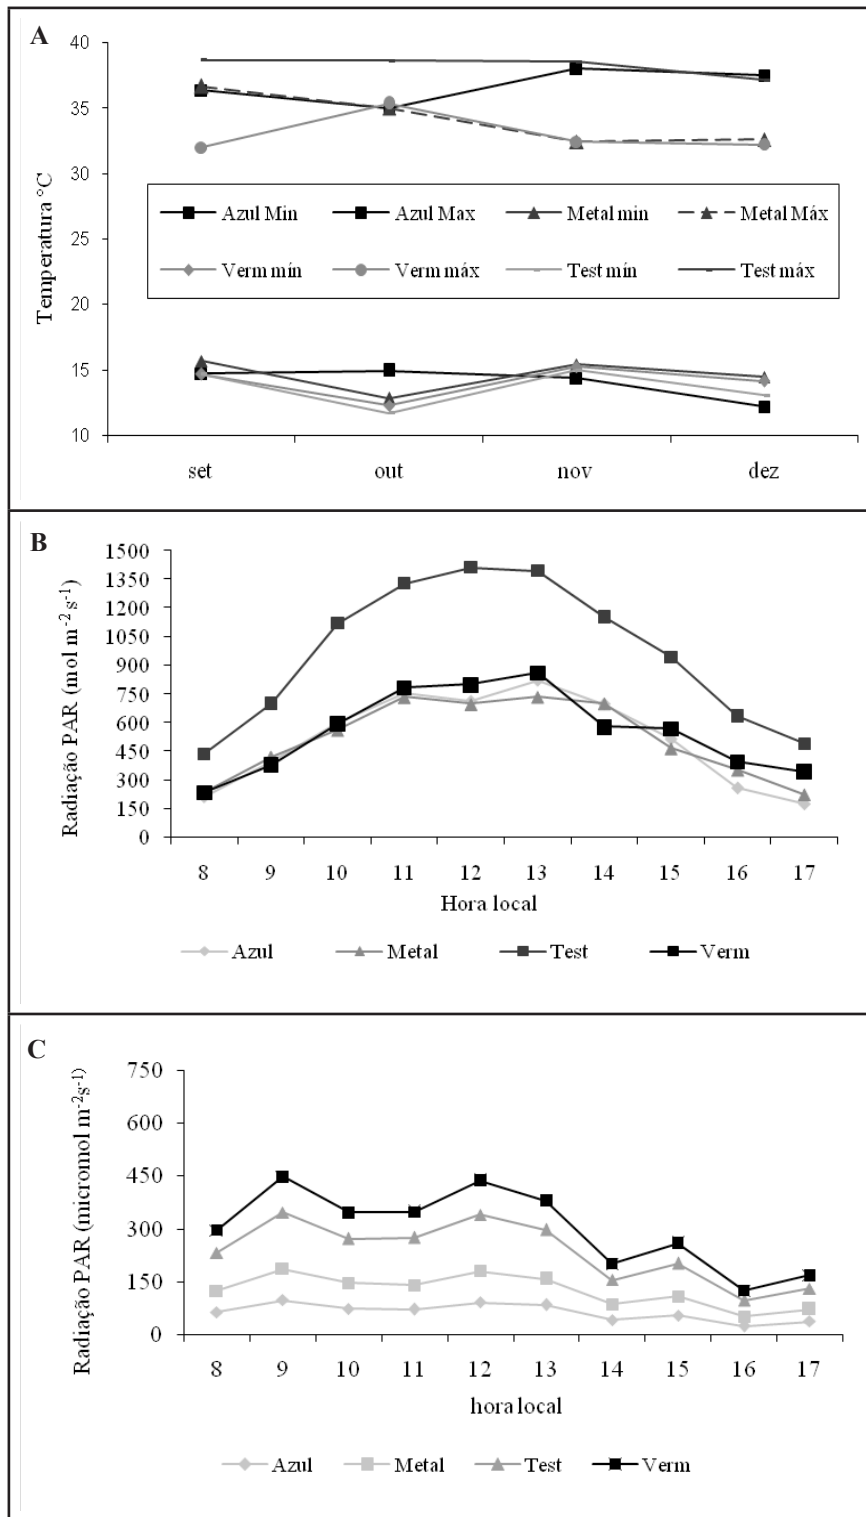 A
40
35
30
25
20
15
10
Temperatura °C
Azul Min Azul Max Metal min Metal Máx
Verm mín Verm máx Test mín Test máx
set out nov dez
B
1500
1350
1200
1050
900
750
600
450
300
150
0
Radiação PAR (mol m⁻² s⁻¹)
8 9 10 11 12 13 14 15 16 17
Hora local
Azul Metal Test Verm
C
750
600
450
300
150
0
Radiação PAR (micromol m⁻²s⁻¹)
8 9 10 11 12 13 14 15 16 17
hora local
Azul Metal Test Verm